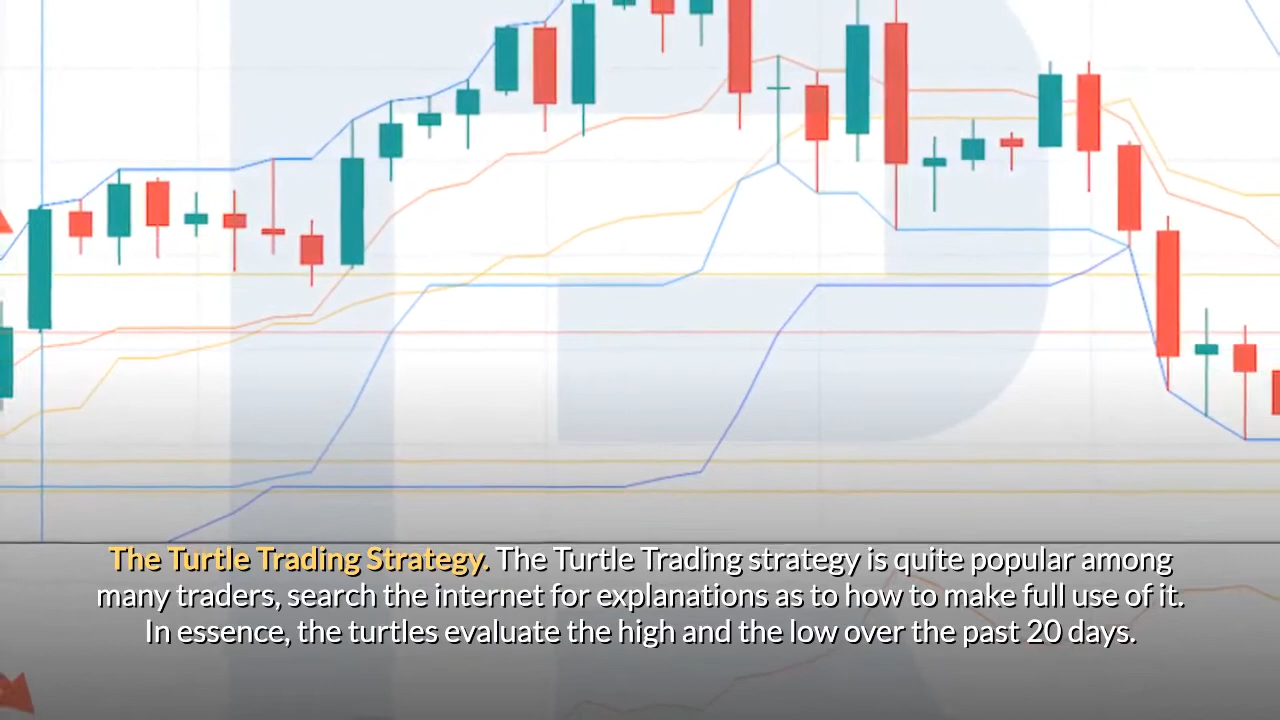 The Turtle Trading Strategy. The Turtle Trading strategy is quite popular among
many traders, search the internet for explanations as to how to make full use of it.
In essence, the turtles evaluate the high and the low over the past 20 days.